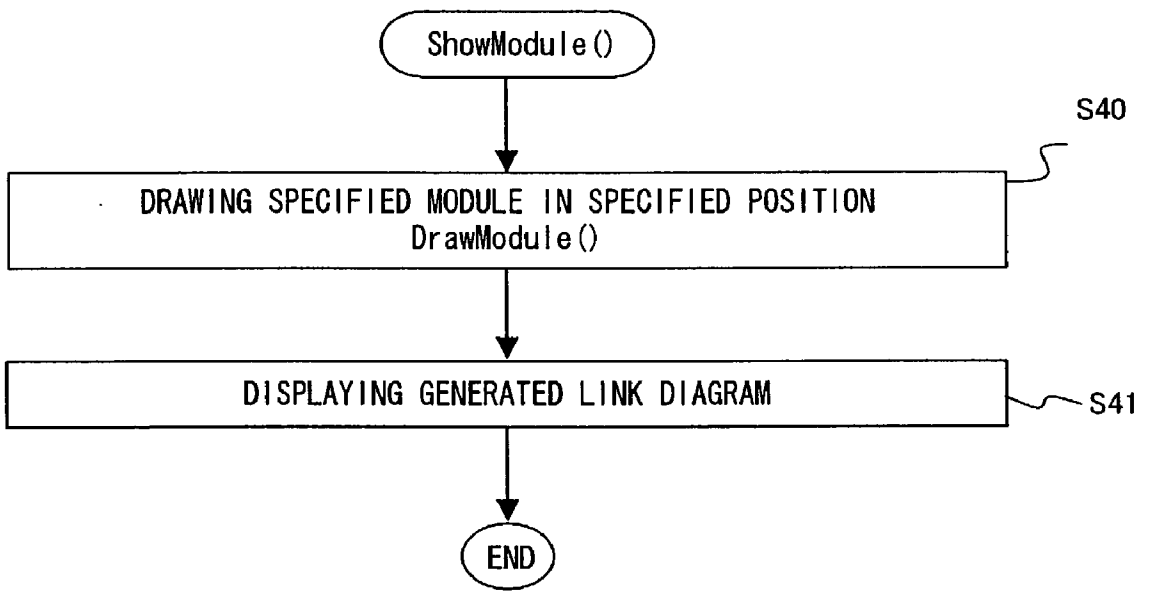 ShowModule()
S40
DRAWING SPECIFIED MODULE IN SPECIFIED POSITION
DrawModule()
DISPLAYING GENERATED LINK DIAGRAM
S41
END